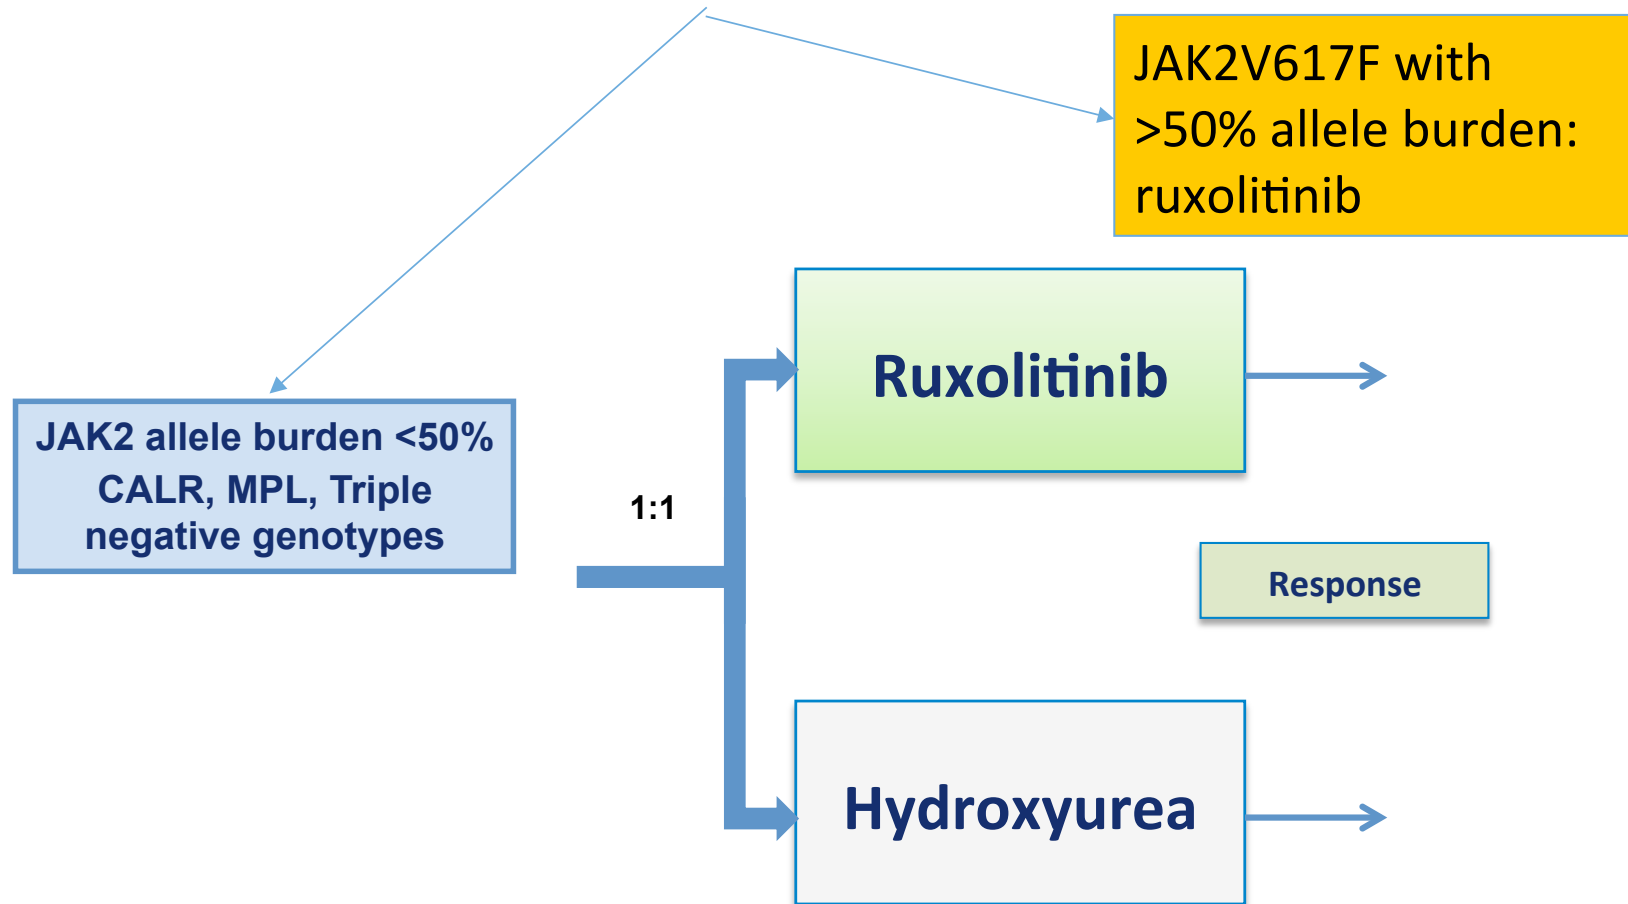 JAK2V617F with
>50% allele burden:
ruxolitinib
Ruxolitinib
JAK2 allele burden <50%
CALR, MPL, Triple
negative genotypes
1:1
Response
Hydroxyurea